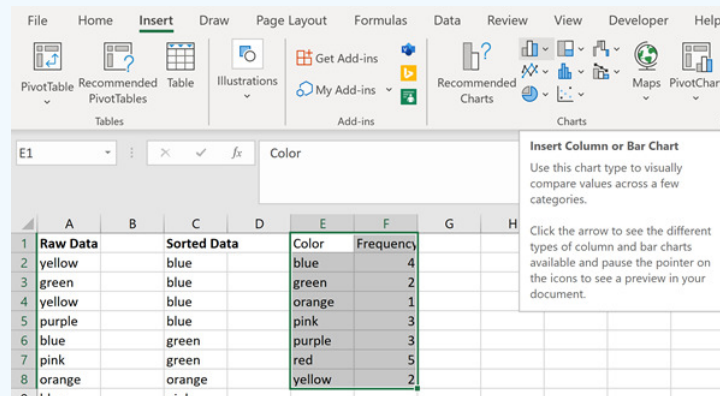 File Home Insert Draw Page Layout Formulas Data Review View Developer Help
PivotTable Recommended PivotTables Table
Tables
Illustrations
Get Add-ins
My Add-ins
Add-ins
Recommended Charts
Maps
Charts
E1 fx Color
Insert Column or Bar Chart
Use this chart type to visually
compare values across a few
categories.
Click the arrow to see the different
types of column and bar charts
available and pause the pointer on
the icons to see a preview in your
document.
A B C D E F G H
1 Raw Data Sorted Data Color Frequency
2 yellow blue blue 4
3 green blue green 2
4 yellow blue orange 1
5 purple blue pink 3
6 blue green purple 3
7 pink green red 5
8 orange orange yellow 2